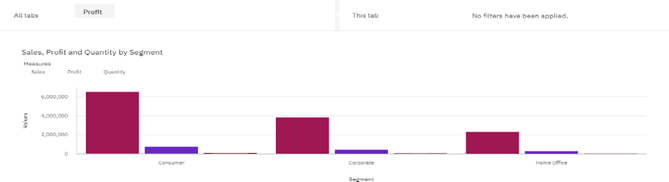 All tabs
Profit
This tab
No filters have been applied.
Sales, Profit and Quantity by Segment
Measures
Sales Profit Quantity
6,000,000
4,000,000
2,000,000
0
Values
Consumer Corporate Home Office
Segment